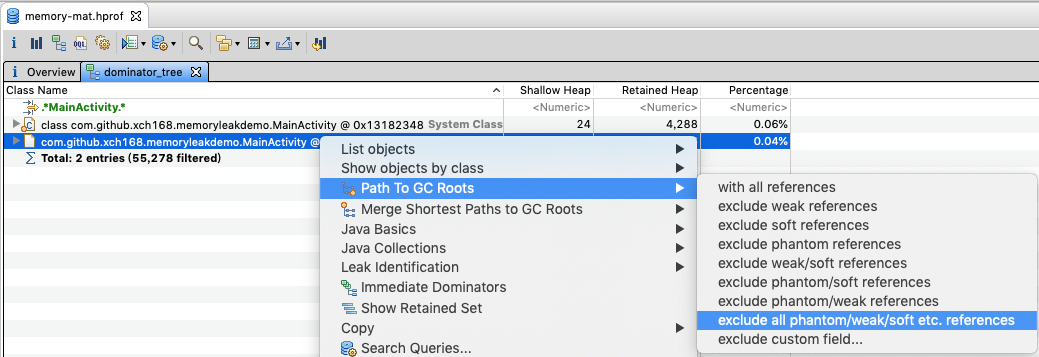 memory-mat.hprof
i OQL
i Overview dominator_tree
Class Name Shallow Heap Retained Heap Percentage
.*MainActivity.* <Numeric> <Numeric> <Numeric>
class com.github.xch168.memoryleakdemo.MainActivity @ 0x13182348 System Class 24 4,288 0.06%
com.github.xch168.memoryleakdemo.MainActivity @ 0.04%
Σ Total: 2 entries (55,278 filtered)
List objects
Show objects by class
Path To GC Roots
Merge Shortest Paths to GC Roots
Java Basics
Java Collections
Leak Identification
Immediate Dominators
Show Retained Set
Copy
Search Queries...
with all references
exclude weak references
exclude soft references
exclude phantom references
exclude weak/soft references
exclude phantom/soft references
exclude phantom/weak references
exclude all phantom/weak/soft etc. references
exclude custom field...